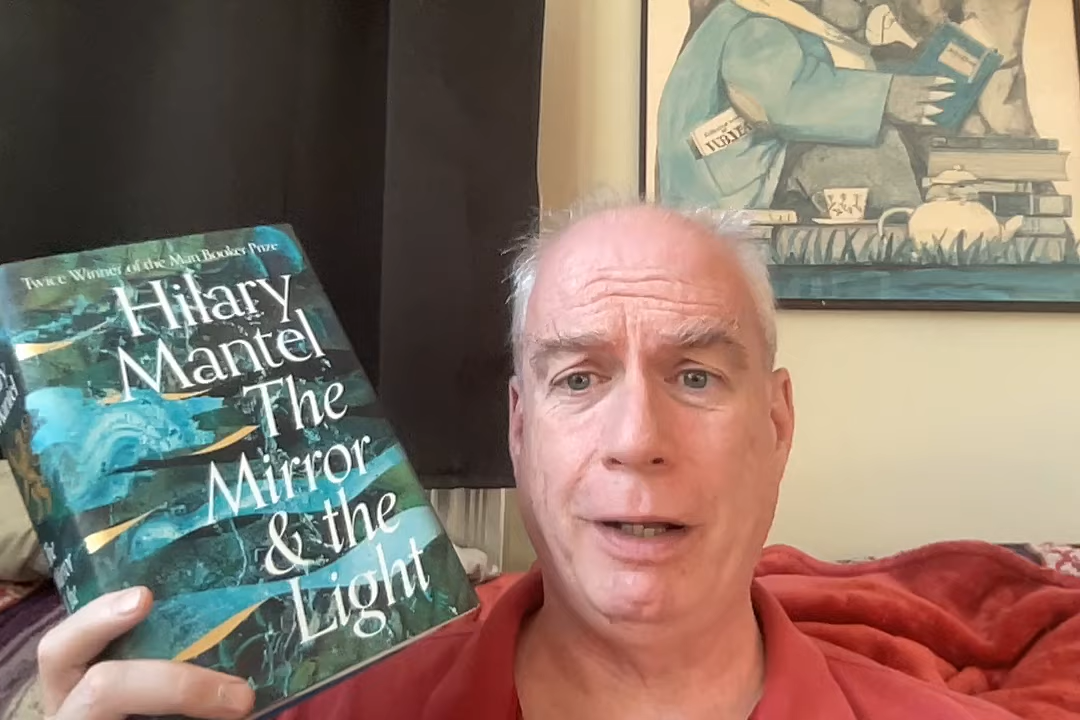 Twice Winner of the Man Booker Prize
Hilary
Mantel
The
Mirror
& the
Light